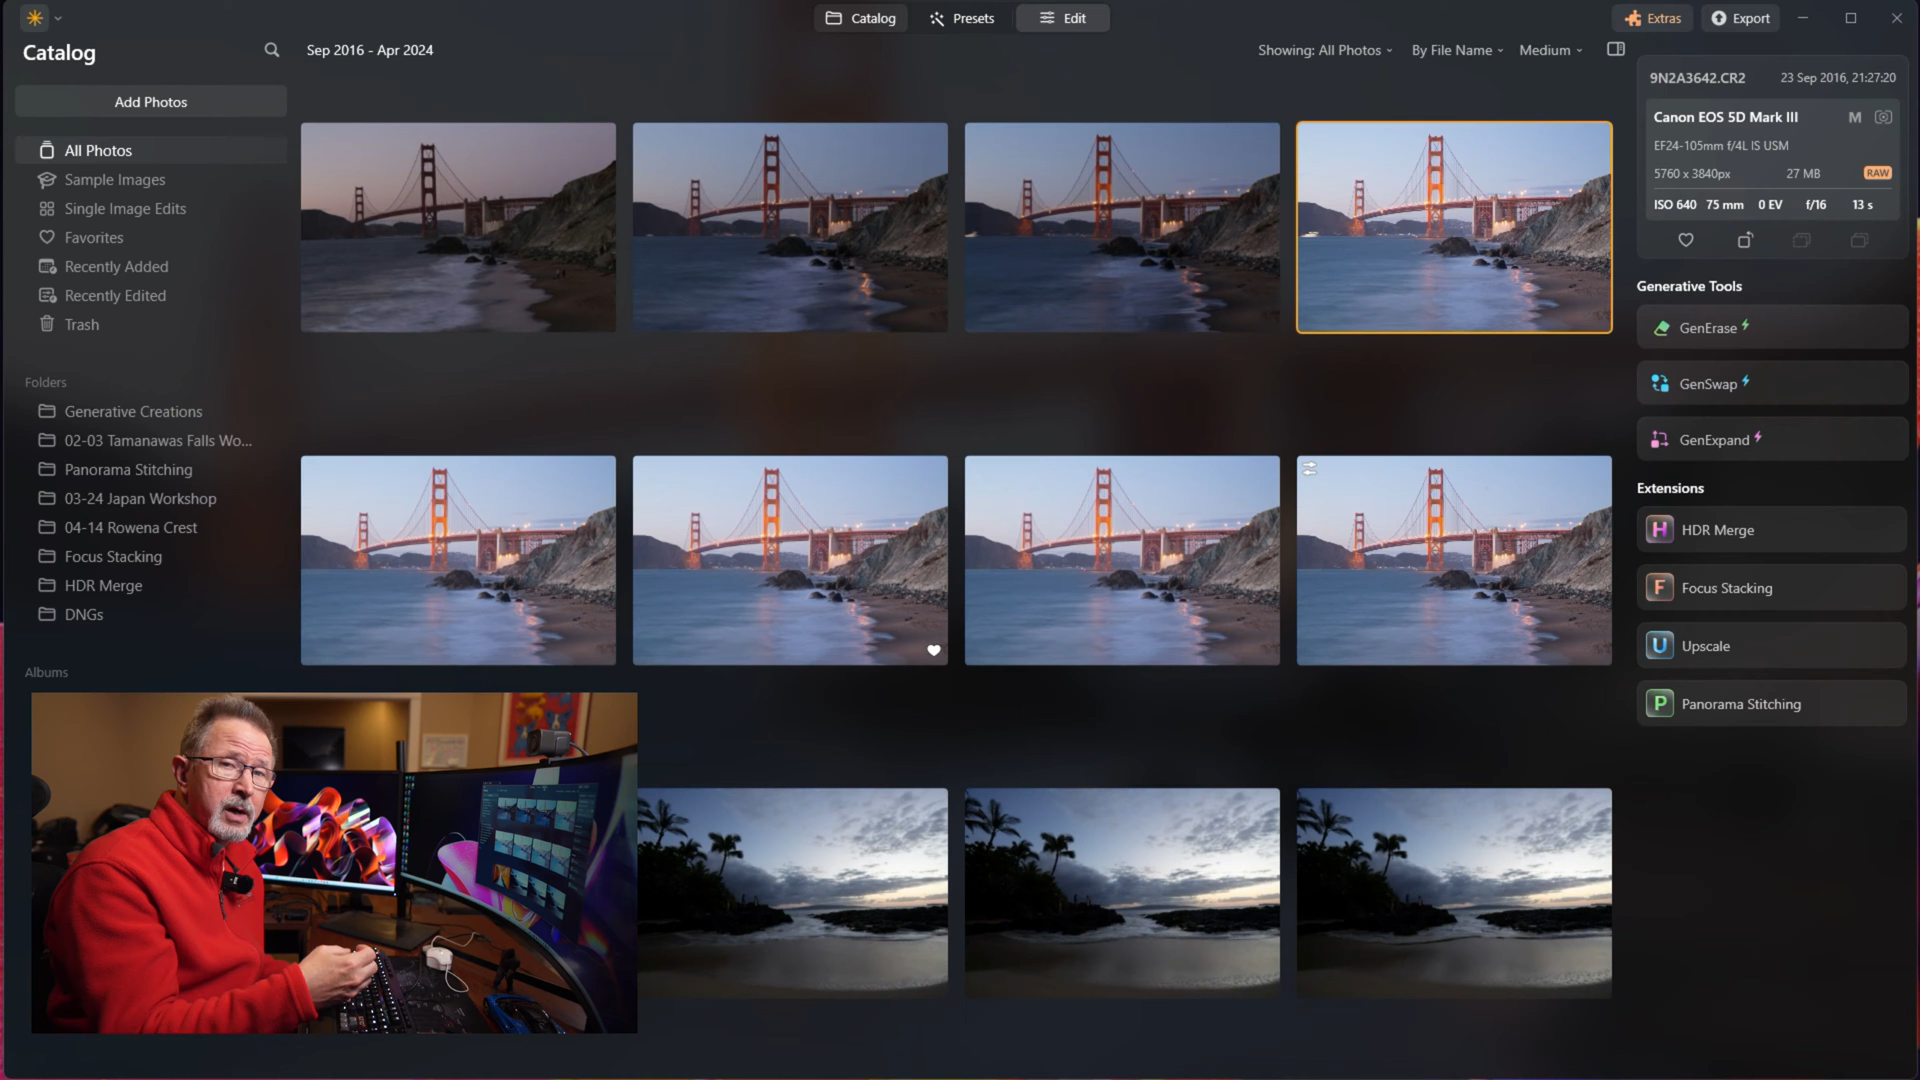 Catalog
Presets
Edit
Extras
Export
Catalog
Sep 2016 - Apr 2024
Showing: All Photos
By File Name
Medium
Add Photos
All Photos
Sample Images
Single Image Edits
Favorites
Recently Added
Recently Edited
Trash
Folders
Generative Creations
02-03 Tamanawas Falls Wo...
Panorama Stitching
03-24 Japan Workshop
04-14 Rowena Crest
Focus Stacking
HDR Merge
DNGs
Albums
9N2A3642.CR2 23 Sep 2016, 21:27:20
Canon EOS 5D Mark III M
EF24-105mm f/4L IS USM
5760 x 3840px 27 MB RAW
ISO 640 75 mm 0 EV f/16 13 s
Generative Tools
GenErase
GenSwap
GenExpand
Extensions
H HDR Merge
F Focus Stacking
U Upscale
P Panorama Stitching